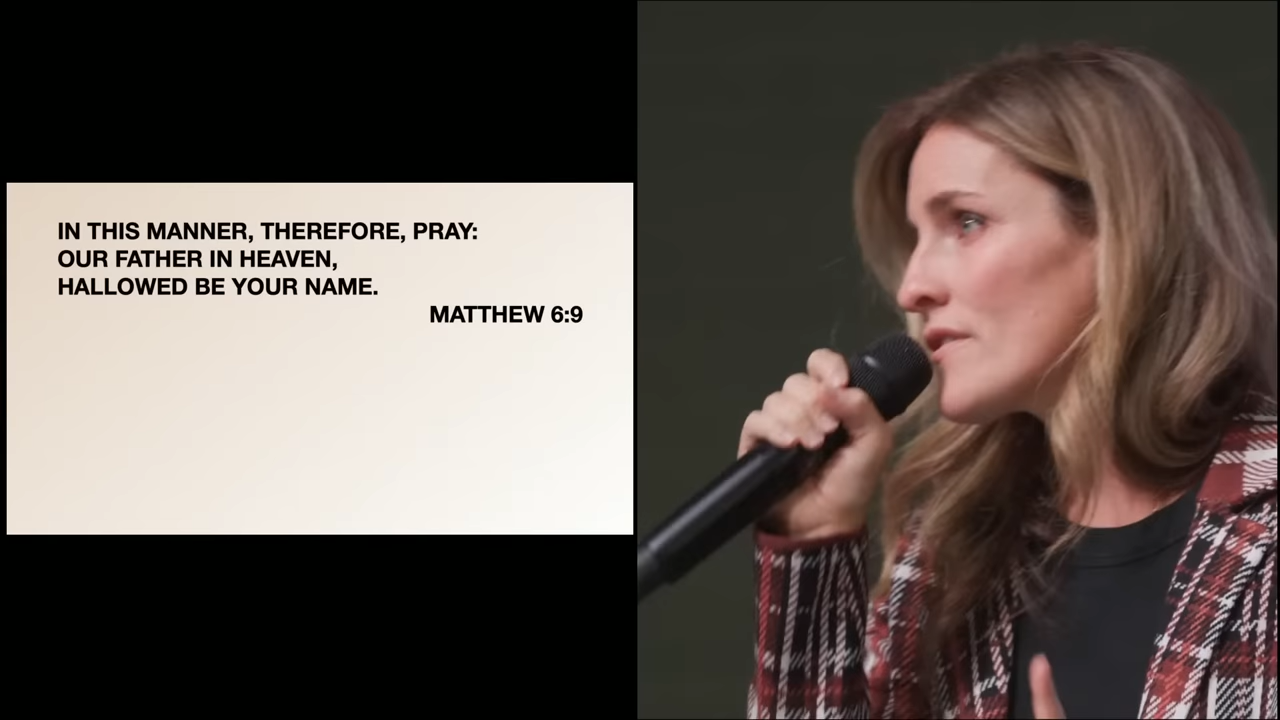 IN THIS MANNER, THEREFORE, PRAY:
OUR FATHER IN HEAVEN,
HALLOWED BE YOUR NAME.
MATTHEW 6:9